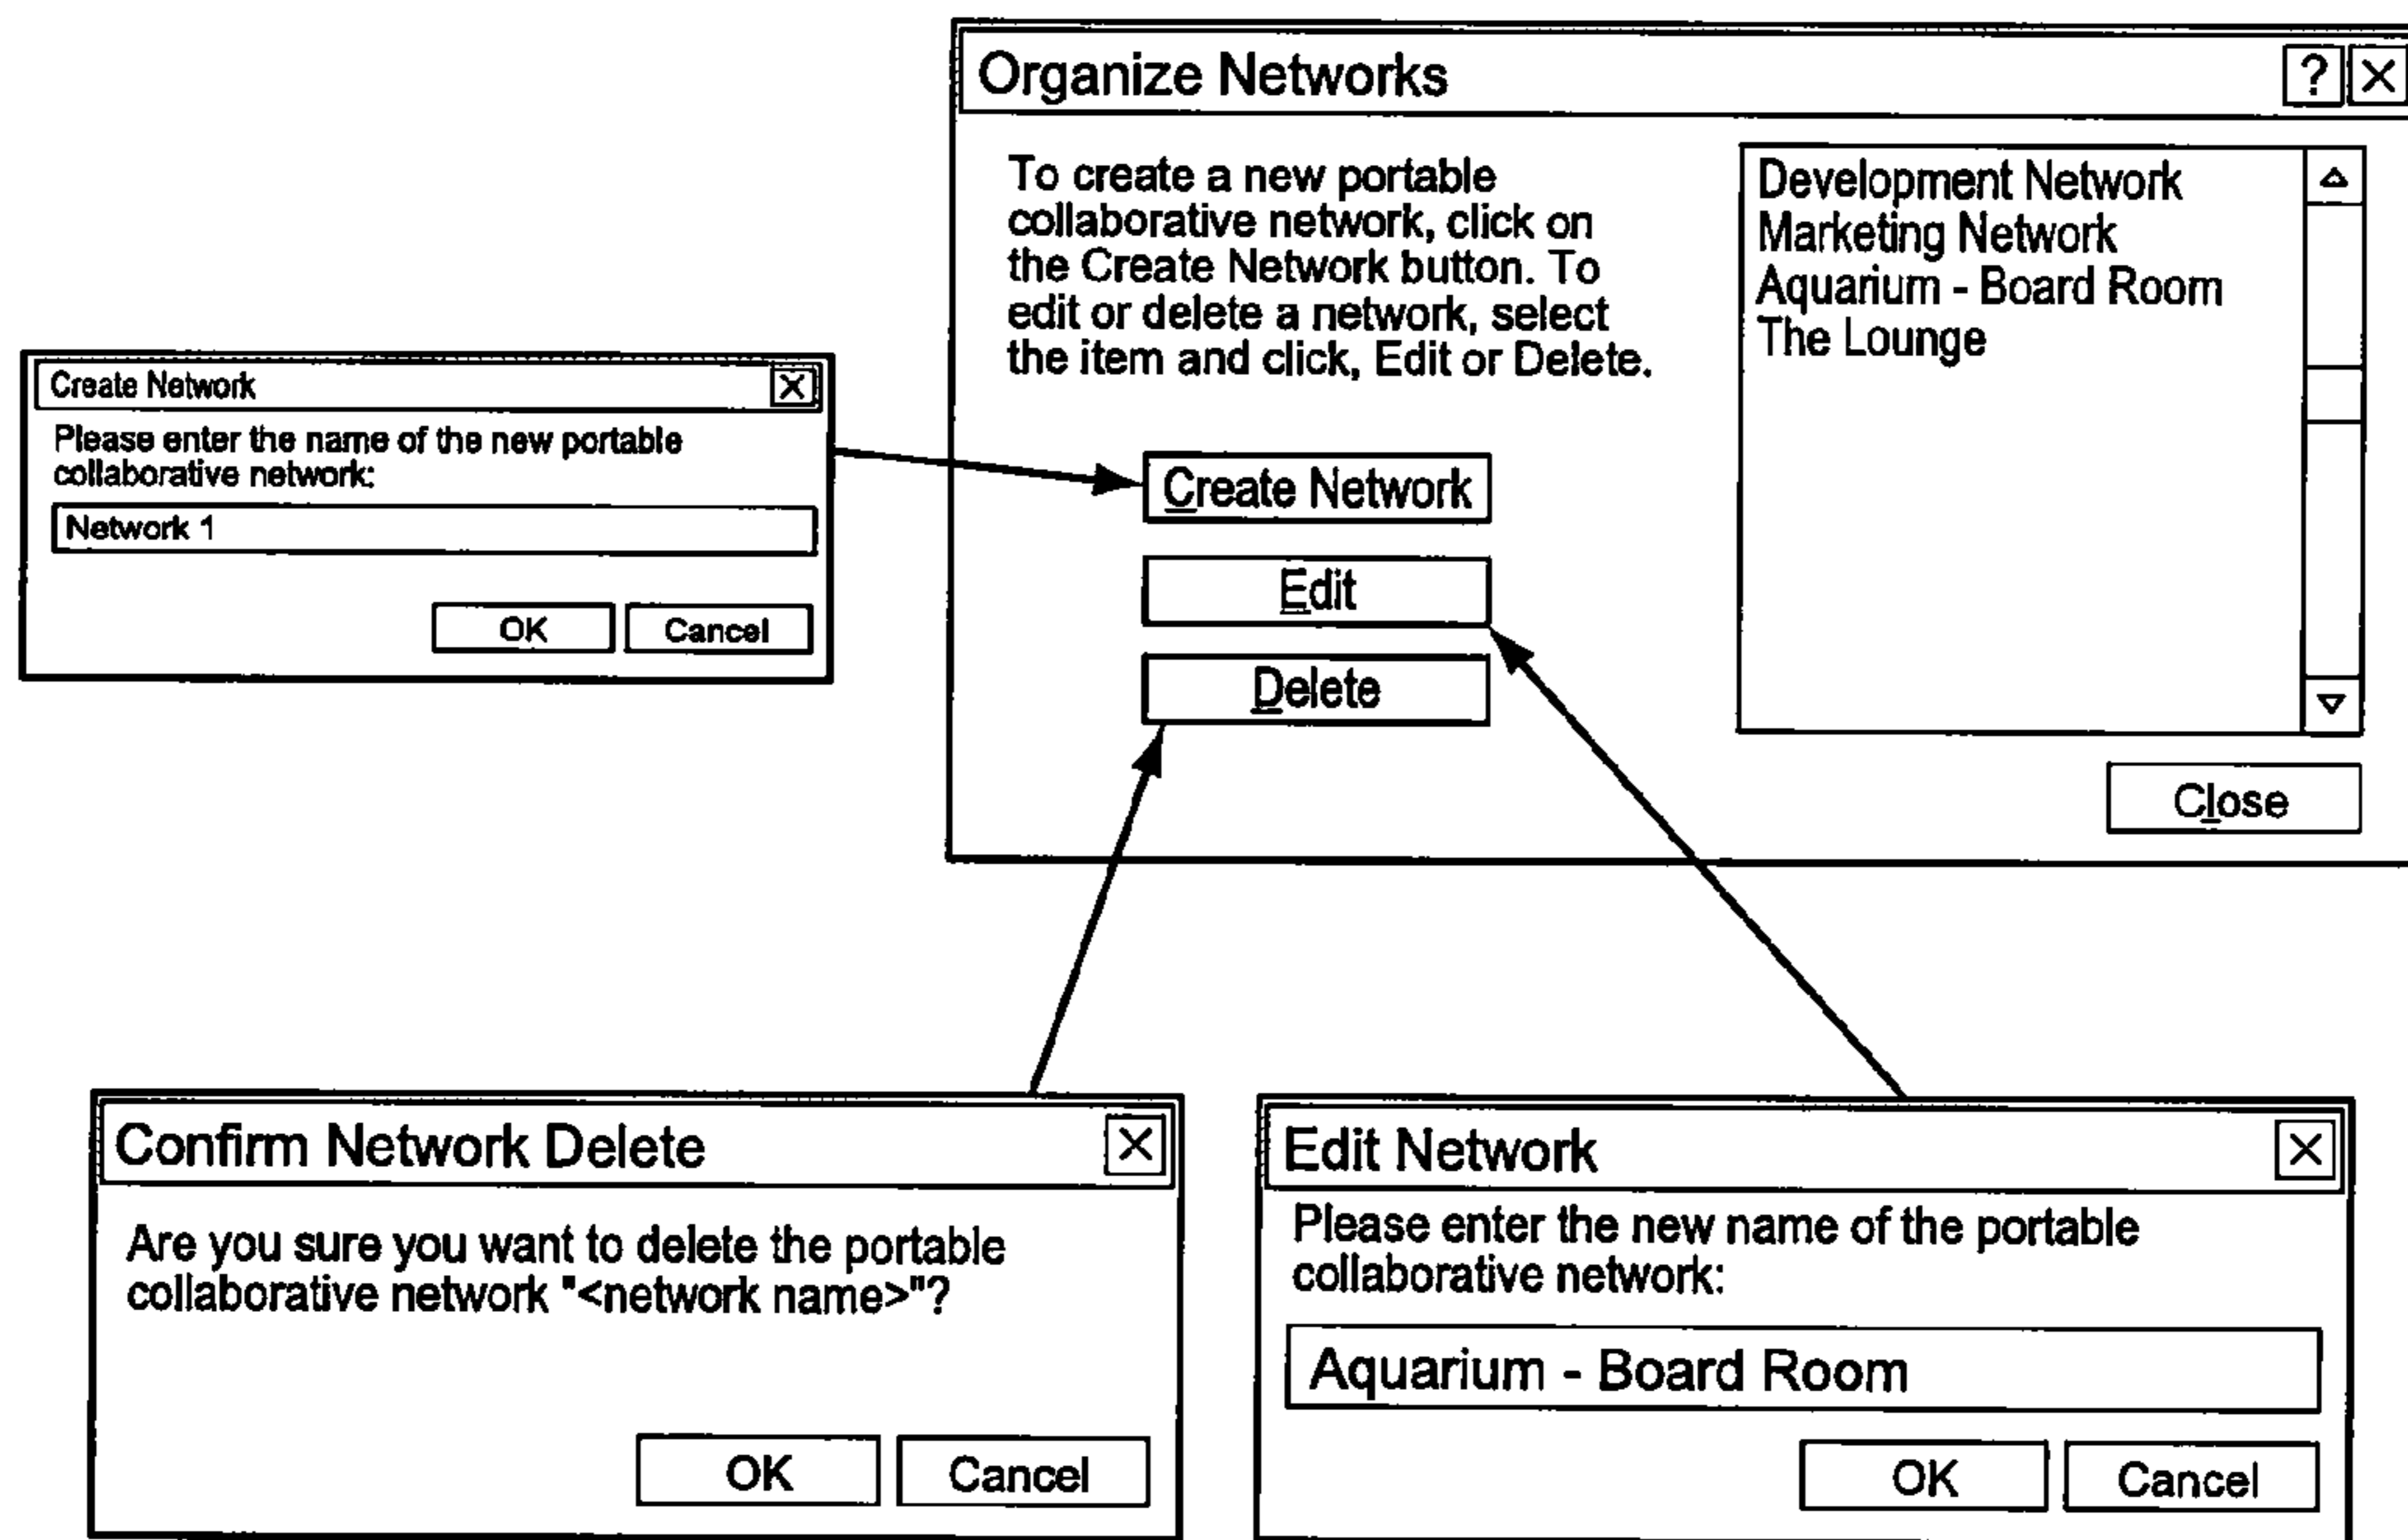 Organize Networks
?
X
To create a new portable
collaborative network, click on
the Create Network button. To
edit or delete a network, select
the item and click, Edit or Delete.
Development Network
Marketing Network
Aquarium - Board Room
The Lounge
Create Network
Edit
Delete
Close
Create Network
X
Please enter the name of the new portable
collaborative network:
Network 1
OK
Cancel
Confirm Network Delete
X
Are you sure you want to delete the portable
collaborative network "<network name>"?
OK
Cancel
Edit Network
X
Please enter the new name of the portable
collaborative network:
Aquarium - Board Room
OK
Cancel